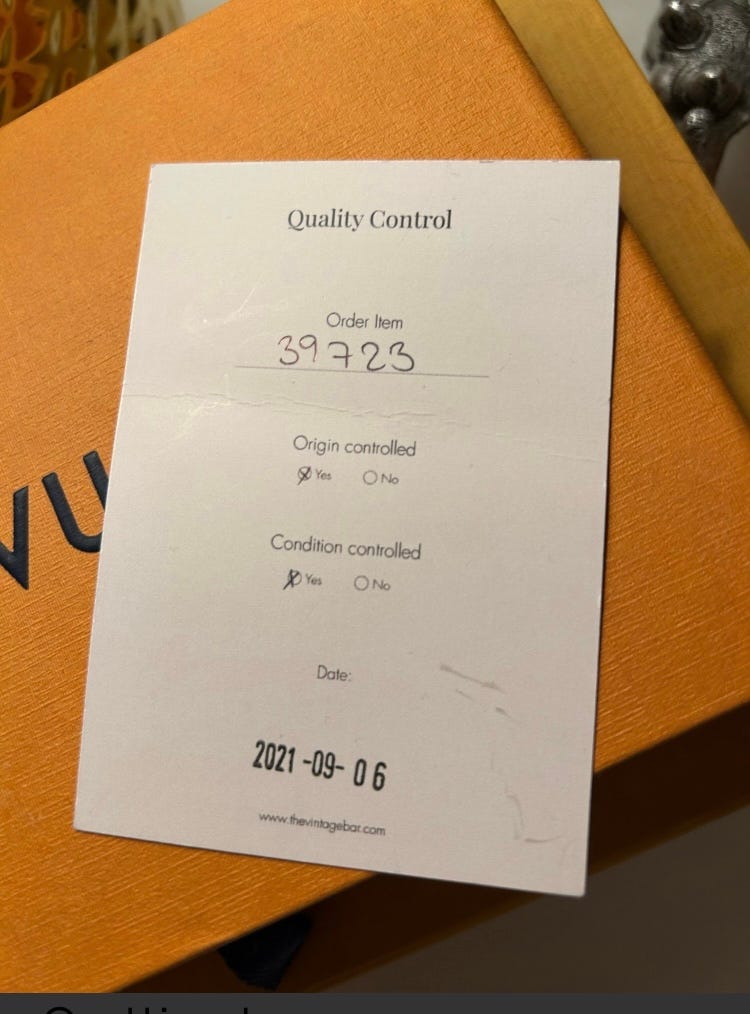 Quality Control
Order Item
39723
Origin controlled
Yes No
Condition controlled
Yes No
Date:
2021-09-06
www.thevintagebar.com
VU